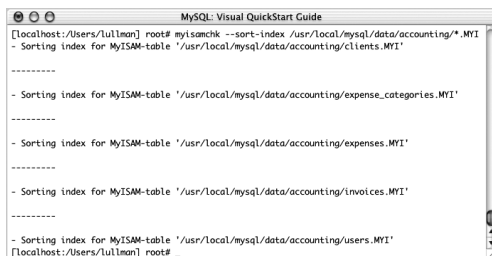 MySQL: Visual QuickStart Guide
[localhost:/Users/lullman] root# myisamchk --sort-index /usr/local/mysql/data/accounting/*.MYI
- Sorting index for MyISAM-table '/usr/local/mysql/data/accounting/clients.MYI'
---------
- Sorting index for MyISAM-table '/usr/local/mysql/data/accounting/expense_categories.MYI'
---------
- Sorting index for MyISAM-table '/usr/local/mysql/data/accounting/expenses.MYI'
---------
- Sorting index for MyISAM-table '/usr/local/mysql/data/accounting/invoices.MYI'
---------
- Sorting index for MyISAM-table '/usr/local/mysql/data/accounting/users.MYI'
[localhost:/Users/lullman] root# _